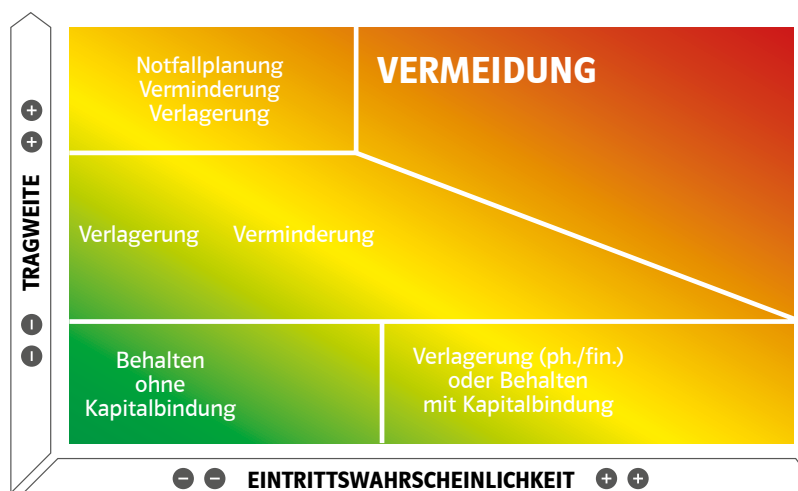 Notfallplanung
Verminderung
Verlagerung
VERMEIDUNG
Verlagerung
Verminderung
Behalten
ohne
Kapitalbindung
Verlagerung (ph./fin.)
oder Behalten
mit Kapitalbindung
TRAGWEITE
EINTRITTSWAHRSCHEINLICHKEIT